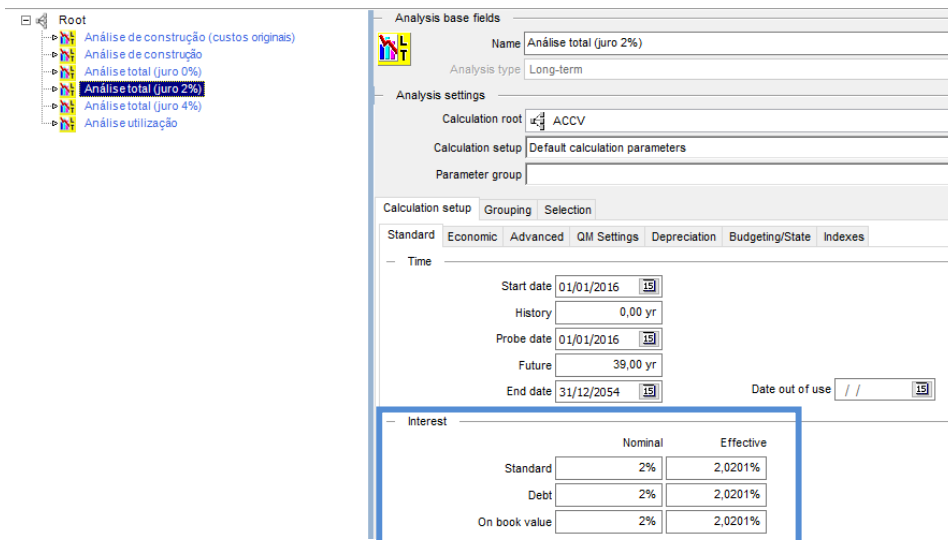 Root
Análise de construção (custos originais)
Análise de construção
Análise total (juro 0%)
Análise total (juro 2%)
Análise total (juro 4%)
Análise utilização
Analysis base fields
Name Análise total (juro 2%)
Analysis type Long-term
Analysis settings
Calculation root ACCV
Calculation setup Default calculation parameters
Parameter group
Calculation setup Grouping Selection
Standard Economic Advanced QM Settings Depreciation Budgeting/State Indexes
Time
Start date 01/01/2016 15
History 0,00 yr
Probe date 01/01/2016 15
Future 39,00 yr
End date 31/12/2054 15 Date out of use / / 15
Interest
Nominal Effective
Standard 2% 2,0201%
Debt 2% 2,0201%
On book value 2% 2,0201%